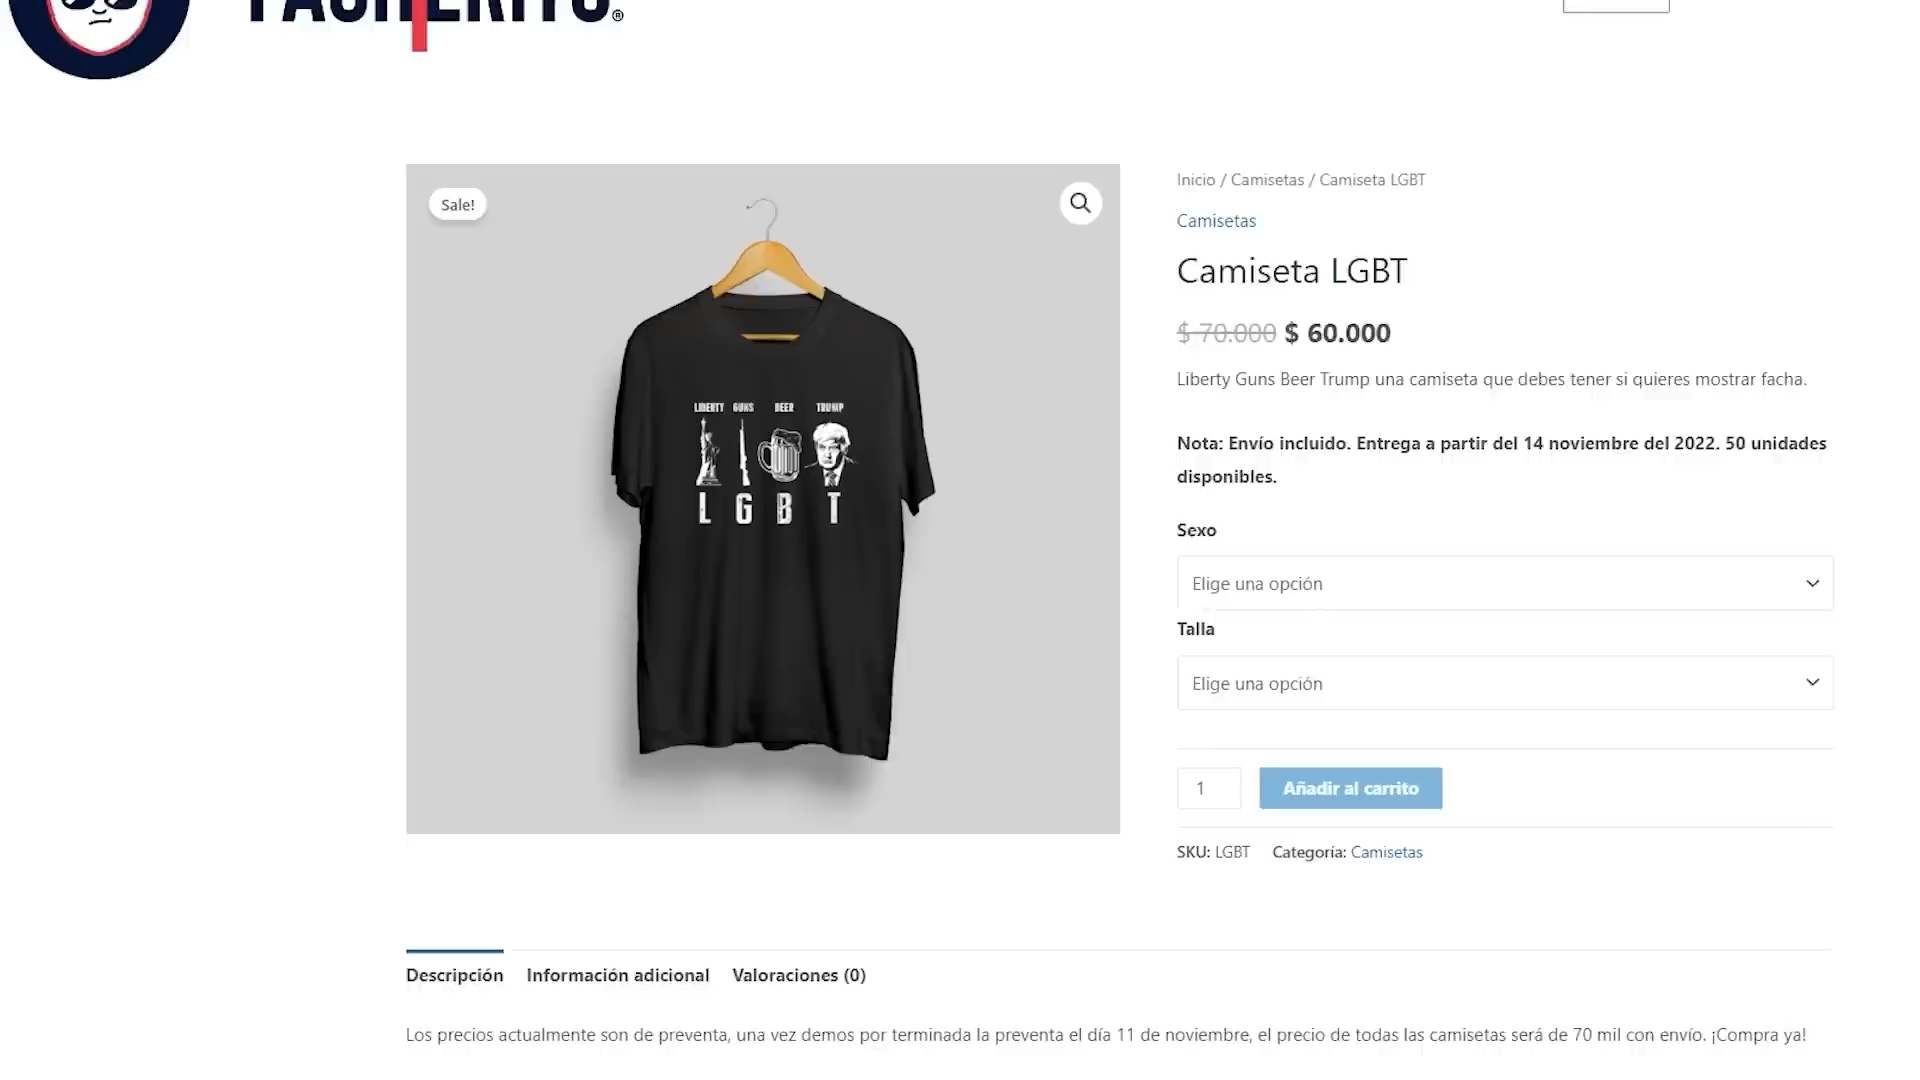 Sale!
LIBERTY GUNS BEER TRUMP
L G B T
Inicio / Camisetas / Camiseta LGBT
Camisetas
Camiseta LGBT
$ 70.000 $ 60.000
Liberty Guns Beer Trump una camiseta que debes tener si quieres mostrar facha.
Nota: Envío incluido. Entrega a partir del 14 noviembre del 2022. 50 unidades
disponibles.
Sexo
Elige una opción
Talla
Elige una opción
1 Añadir al carrito
SKU: LGBT Categoría: Camisetas
Descripción Información adicional Valoraciones (0)
Los precios actualmente son de preventa, una vez demos por terminada la preventa el día 11 de noviembre, el precio de todas las camisetas será de 70 mil con envío. ¡Compra ya!